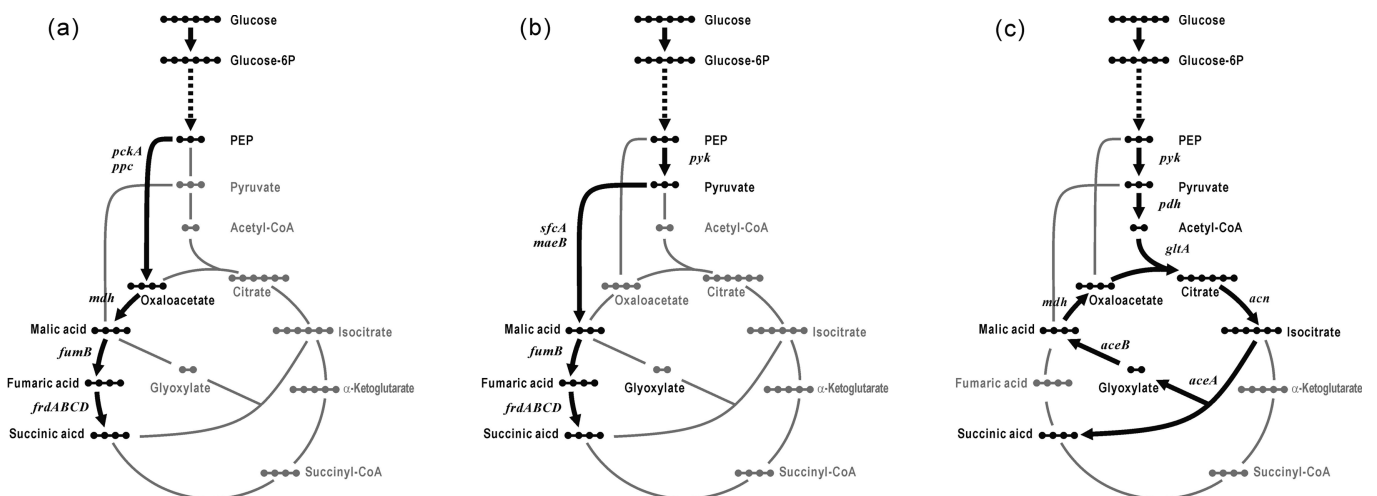 (a)
Glucose
Glucose-6P
PEP
pckA
ppc
Pyruvate
Acetyl-CoA
Citrate
mdh
Oxaloacetate
Malic acid
Isocitrate
fumB
Fumaric acid
Glyoxylate
α-Ketoglutarate
frdABCD
Succinic aicd
Succinyl-CoA
(b)
Glucose
Glucose-6P
PEP
pyk
Pyruvate
sfcA
maeB
Acetyl-CoA
Oxaloacetate
Citrate
Malic acid
Isocitrate
fumB
Fumaric acid
Glyoxylate
α-Ketoglutarate
frdABCD
Succinic aicd
Succinyl-CoA
(c)
Glucose
Glucose-6P
PEP
pyk
Pyruvate
pdh
Acetyl-CoA
gltA
mdh
Oxaloacetate
Citrate
acn
Malic acid
Isocitrate
aceB
Fumaric acid
Glyoxylate
aceA
α-Ketoglutarate
Succinic aicd
Succinyl-CoA